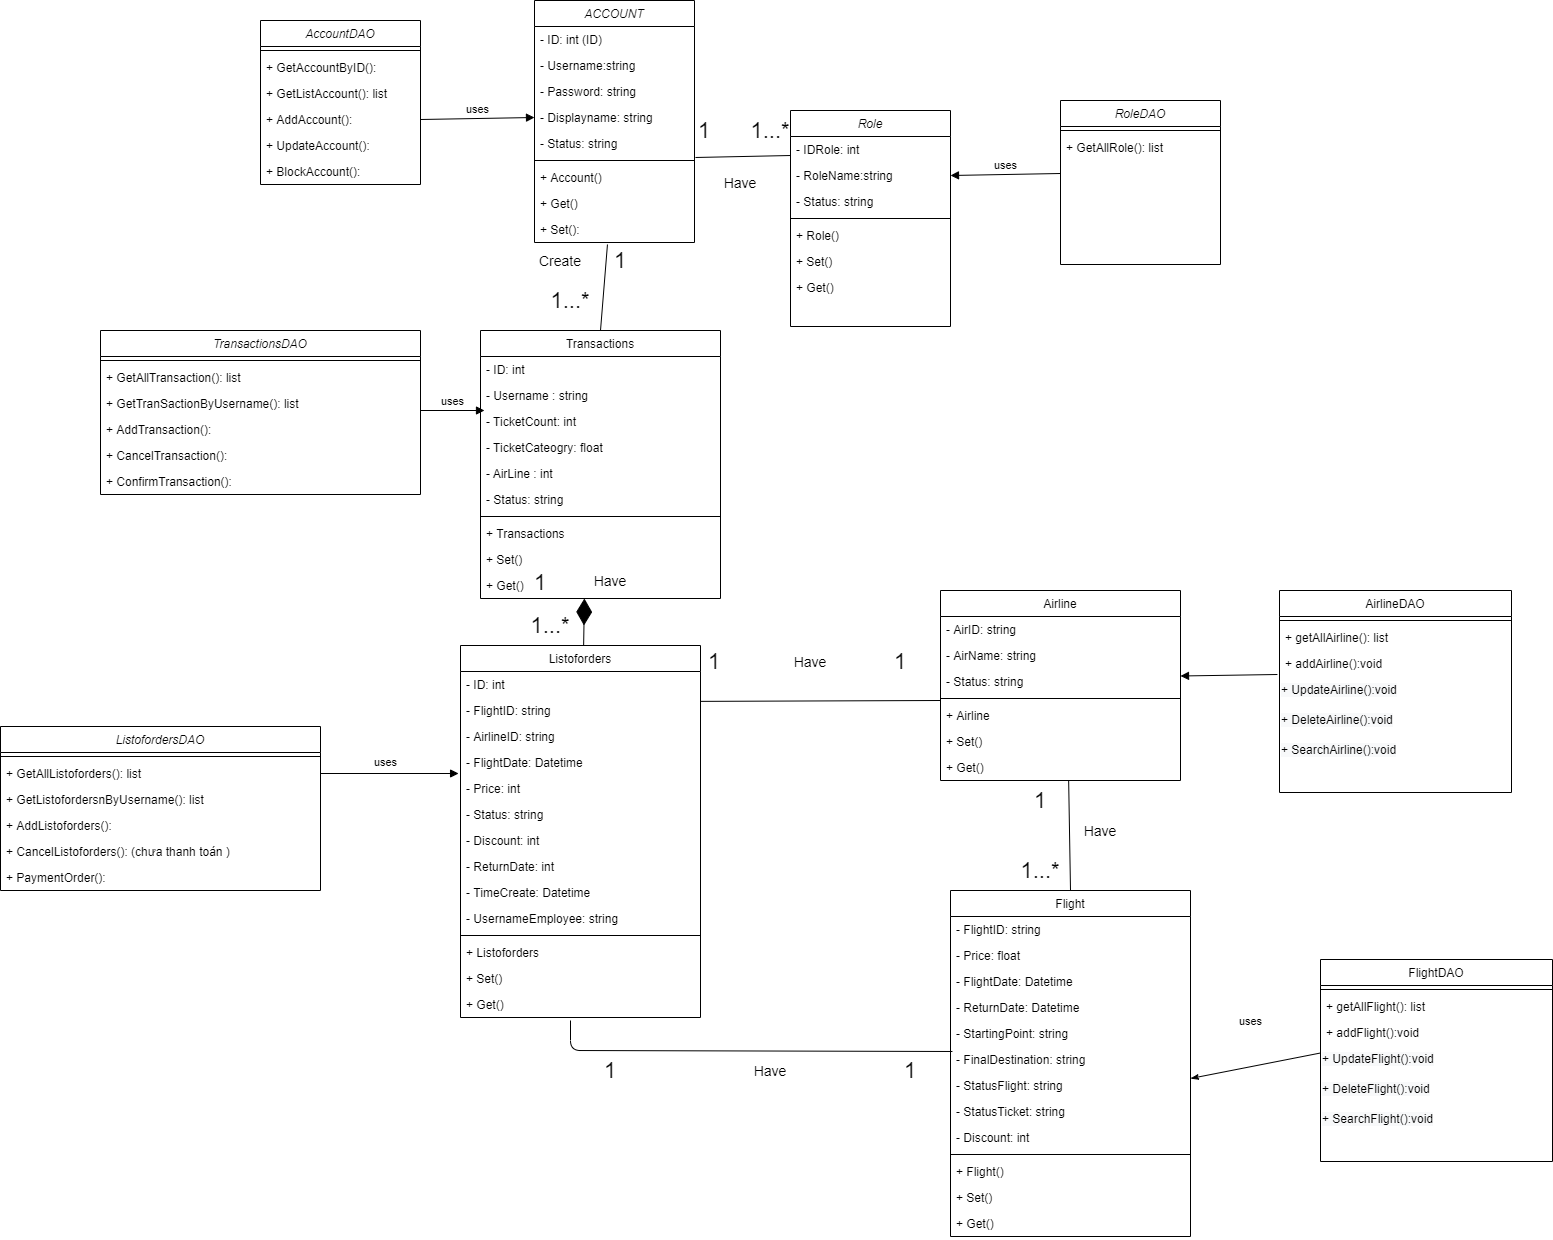 AccountDAO
+ GetAccountByID():
+ GetListAccount(): list
+ AddAccount():
+ UpdateAccount():
+ BlockAccount():
uses
ACCOUNT
- ID: int (ID)
- Username:string
- Password: string
- Displayname: string
- Status: string
+ Account()
+ Get()
+ Set():
1
1...*
Have
Role
- IDRole: int
- RoleName:string
- Status: string
+ Role()
+ Set()
+ Get()
uses
RoleDAO
+ GetAllRole(): list
Create
1
1...*
TransactionsDAO
+ GetAllTransaction(): list
+ GetTranSactionByUsername(): list
+ AddTransaction():
+ CancelTransaction():
+ ConfirmTransaction():
uses
Transactions
- ID: int
- Username : string
- TicketCount: int
- TicketCateogry: float
- AirLine : int
- Status: string
+ Transactions
+ Set()
+ Get()
1
Have
1...*
ListofordersDAO
+ GetAllListoforders(): list
+ GetListofordersnByUsername(): list
+ AddListoforders():
+ CancelListoforders(): (chưa thanh toán )
+ PaymentOrder():
uses
Listoforders
- ID: int
- FlightID: string
- AirlineID: string
- FlightDate: Datetime
- Price: int
- Status: string
- Discount: int
- ReturnDate: int
- TimeCreate: Datetime
- UsernameEmployee: string
+ Listoforders
+ Set()
+ Get()
1
Have
1
Airline
- AirID: string
- AirName: string
- Status: string
+ Airline
+ Set()
+ Get()
AirlineDAO
+ getAllAirline(): list
+ addAirline():void
+ UpdateAirline():void
+ DeleteAirline():void
+ SearchAirline():void
1
Have
1...*
Flight
- FlightID: string
- Price: float
- FlightDate: Datetime
- ReturnDate: Datetime
- StartingPoint: string
- FinalDestination: string
- StatusFlight: string
- StatusTicket: string
- Discount: int
+ Flight()
+ Set()
+ Get()
1
Have
1
uses
FlightDAO
+ getAllFlight(): list
+ addFlight():void
+ UpdateFlight():void
+ DeleteFlight():void
+ SearchFlight():void